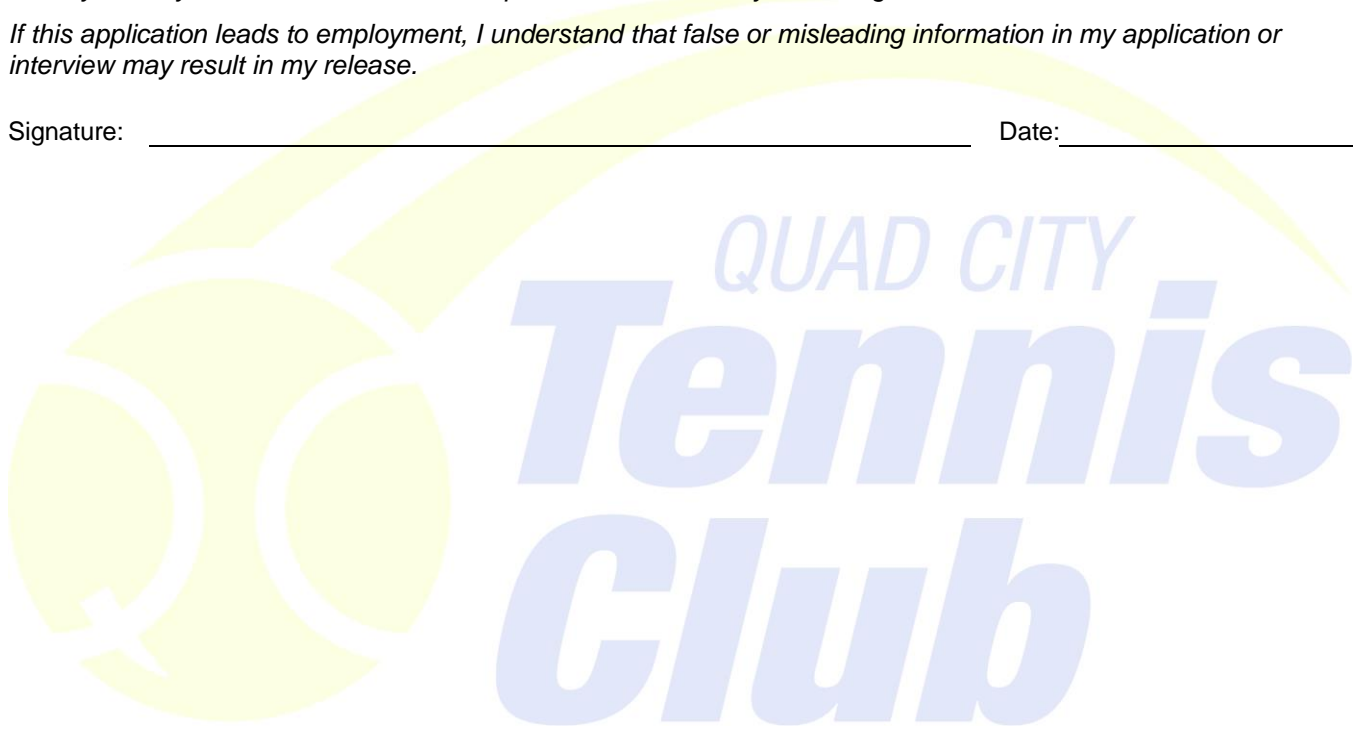 If this application leads to employment, I understand that false or misleading information in my application or
interview may result in my release.
Signature: Date:
QUAD CITY
Tennis
Club